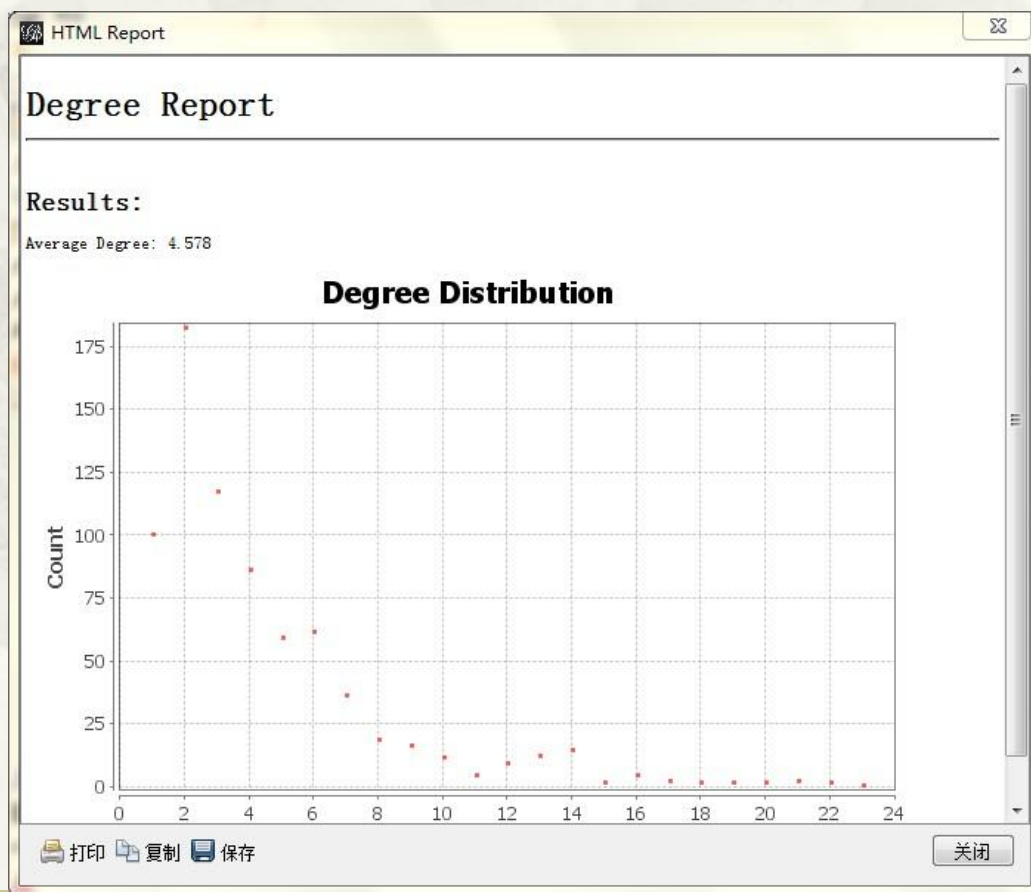 HTML Report
Degree Report
Results:
Average Degree: 4.578
Degree Distribution
175
150
125
100
75
50
25
0
Count
0 2 4 6 8 10 12 14 16 18 20 22 24
打印 复制 保存 关闭